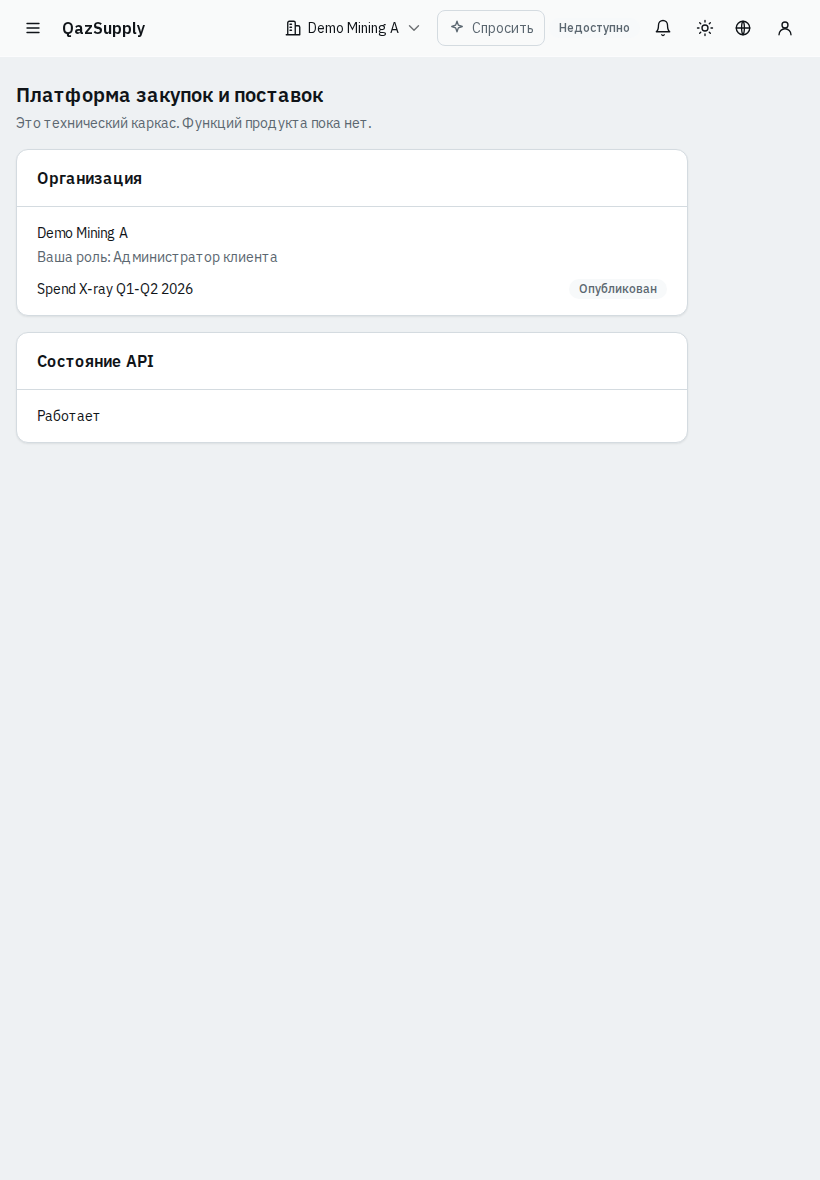 QazSupply
Demo Mining A
Спросить
Недоступно
Платформа закупок и поставок
Это технический каркас. Функций продукта пока нет.
Организация
Demo Mining A
Ваша роль: Администратор клиента
Spend X-ray Q1-Q2 2026
Опубликован
Состояние API
Работает